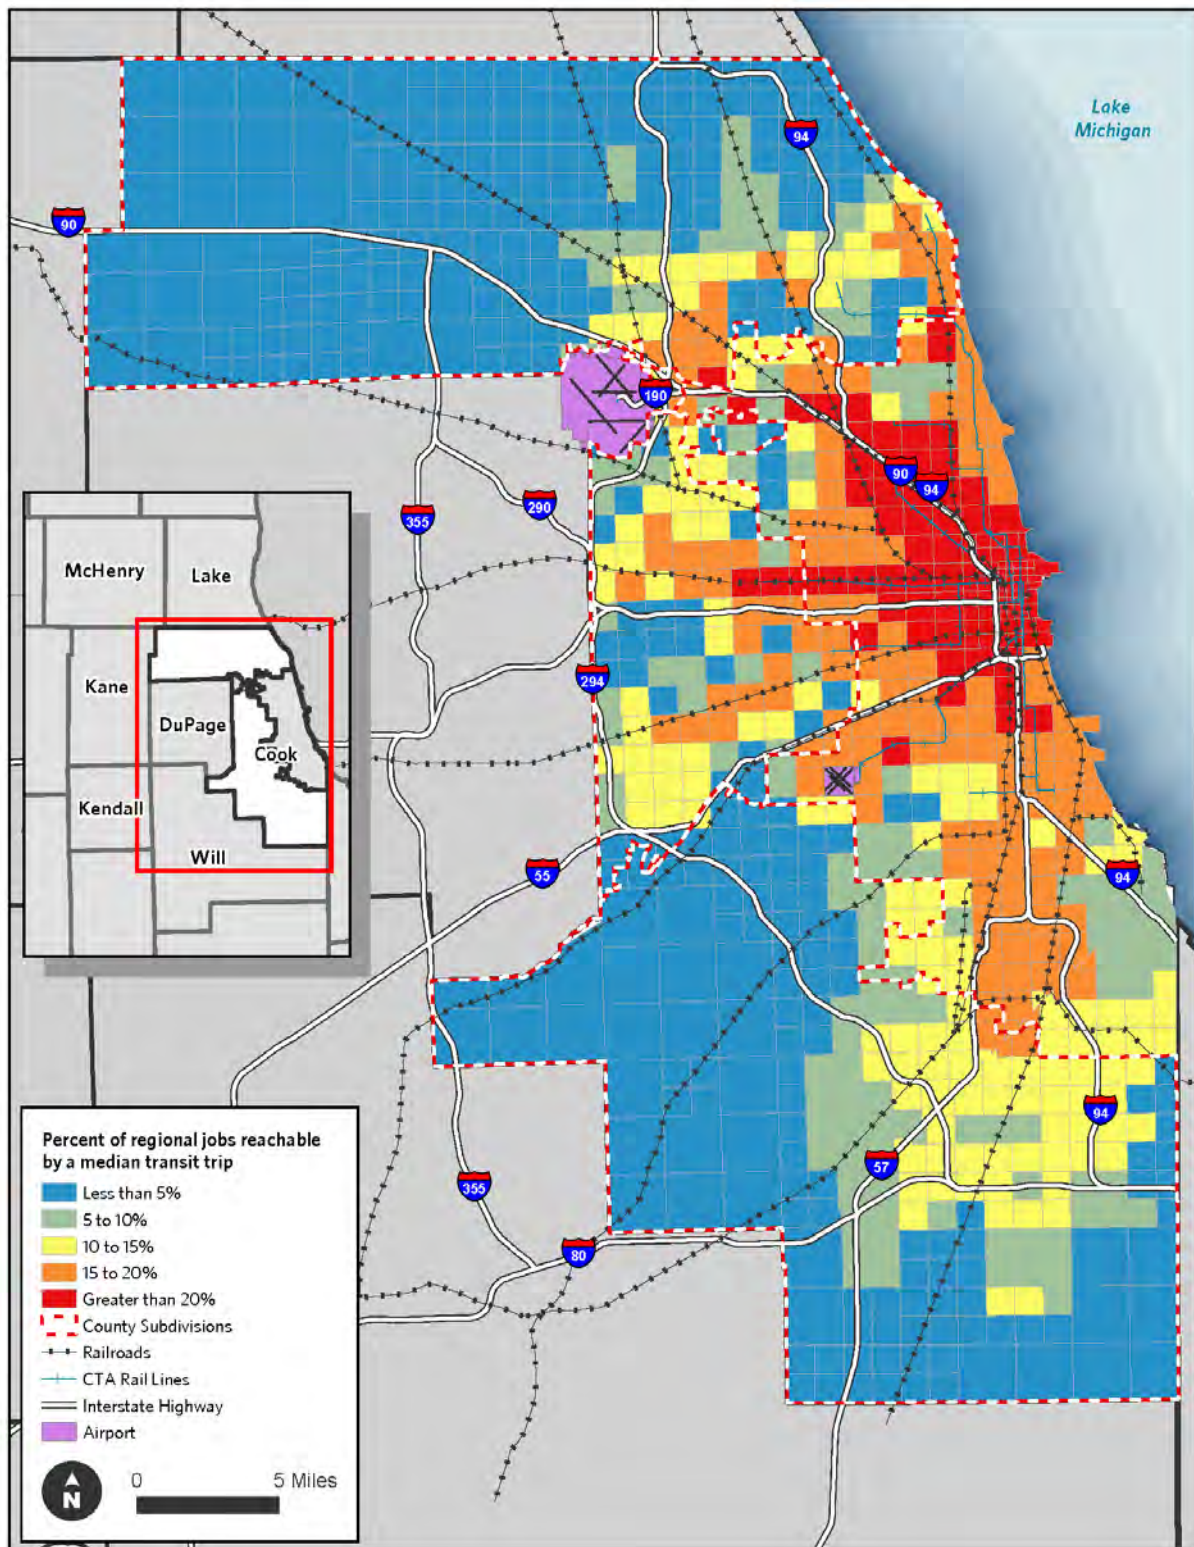 Lake
Michigan
94
90
190
90
94
355
290
294
McHenry
Lake
Kane
DuPage
Cook
Kendall
Will
55
94
94
57
355
80
Percent of regional jobs reachable
by a median transit trip
Less than 5%
5 to 10%
10 to 15%
15 to 20%
Greater than 20%
County Subdivisions
Railroads
CTA Rail Lines
Interstate Highway
Airport
N
0
5 Miles